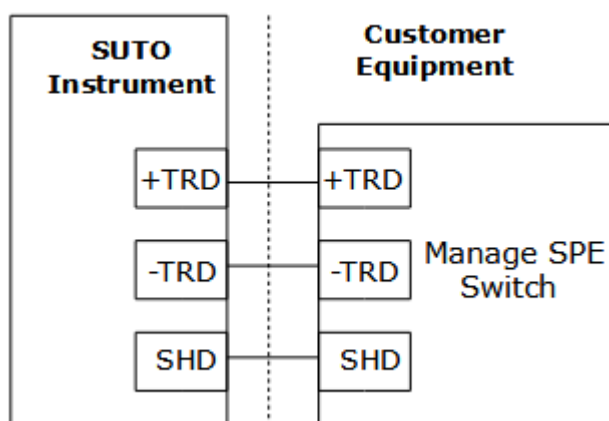 SUTO
Instrument
Customer
Equipment
+TRD
+TRD
-TRD
-TRD
Manage SPE
Switch
SHD
SHD